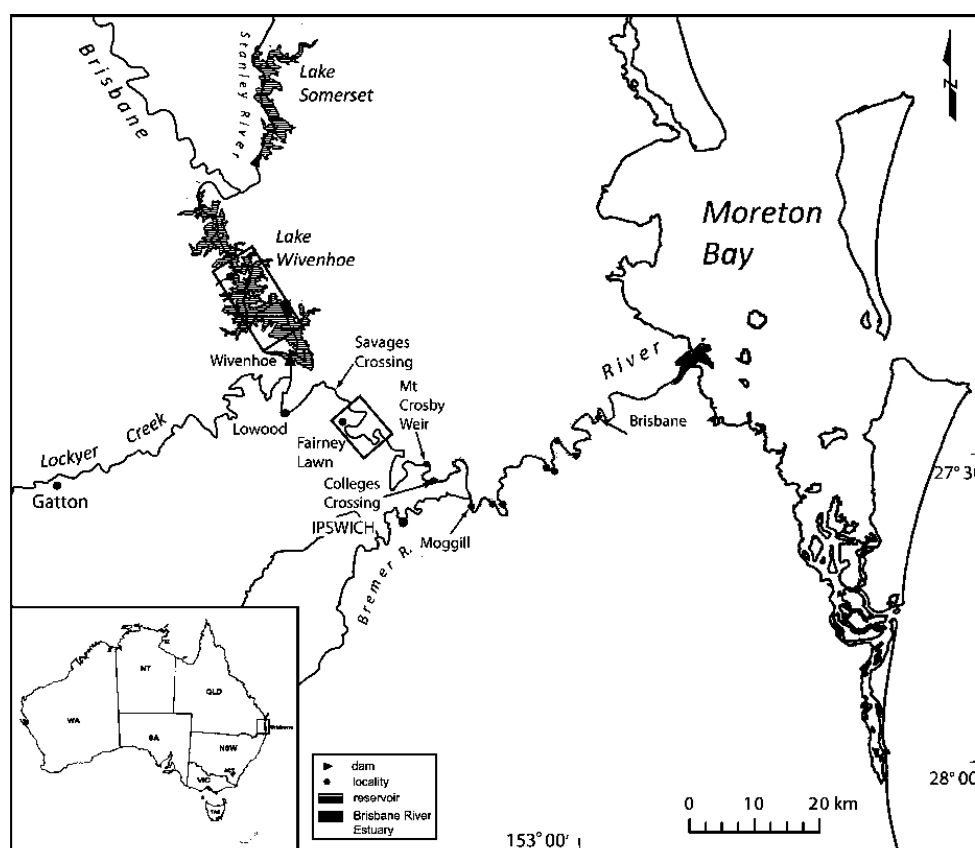 Brisbane
Stanley River
Lake
Somerset
N
Moreton
Bay
Lake
Wivenhoe
Wivenhoe
Savages
Crossing
River
Mt
Crosby
Weir
Brisbane
Lowood
Lockyer Creek
Fairney
Lawn
Gatton
Colleges
Crossing
27° 30
IPSWICH
Moggill
Bremer R.
NT
QLD
WA
SA
Brisbane
NSW
VIC
dam
locality
reservoir
Brisbane River
Estuary
28° 00
0 10 20 km
153° 00'